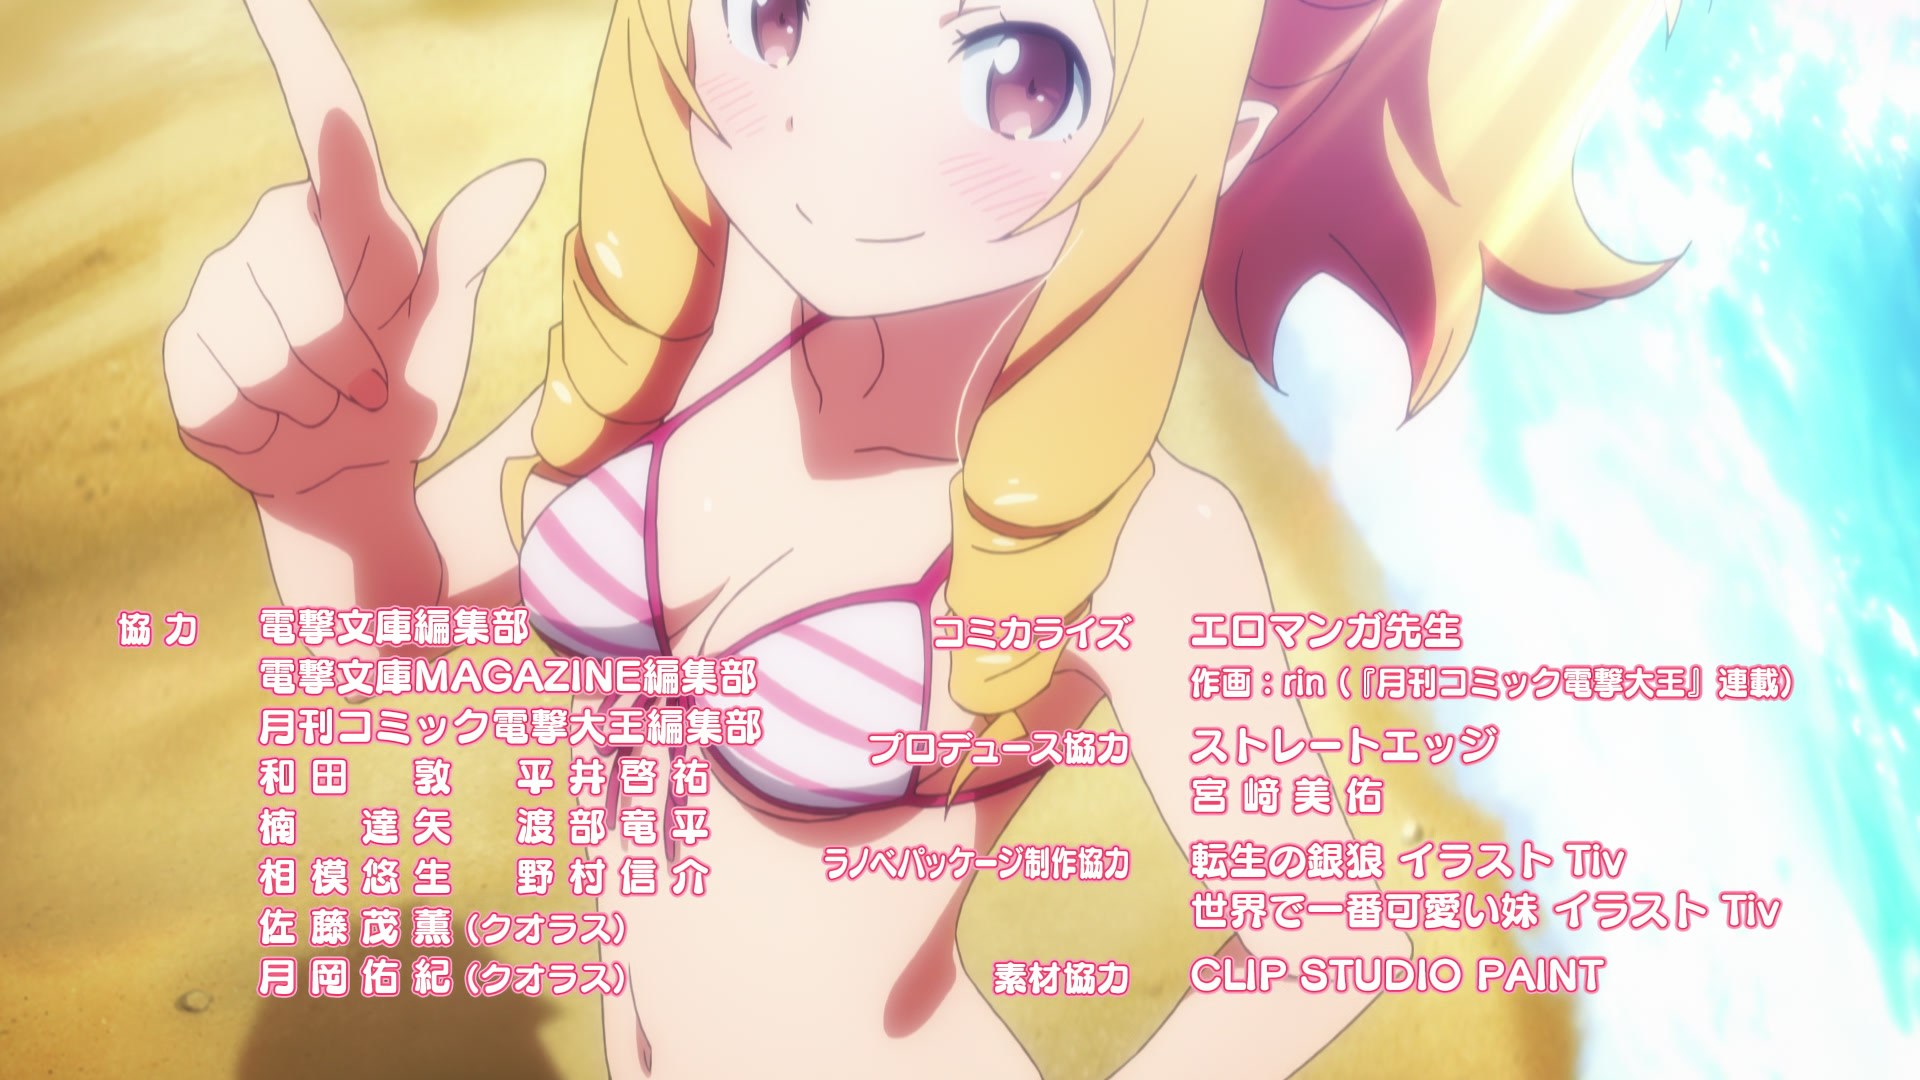 協力
電撃文庫編集部
電撃文庫MAGAZINE編集部
月刊コミック電撃大王編集部
和田　敦　平井啓祐
楠　達矢　渡部竜平
相模悠生　野村信介
佐藤茂薫（クオラス）
月岡佑紀（クオラス）
コミカライズ　エロマンガ先生
作画：rin（『月刊コミック電撃大王』連載）
プロデュース協力　ストレートエッジ
宮﨑美佑
ラノベパッケージ制作協力　転生の銀狼 イラスト Tiv
世界で一番可愛い妹 イラスト Tiv
素材協力　CLIP STUDIO PAINT